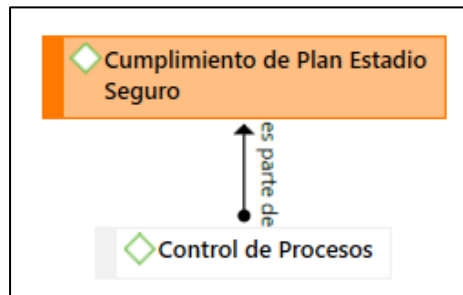 Cumplimiento de Plan Estadio
Seguro
es parte de
Control de Procesos